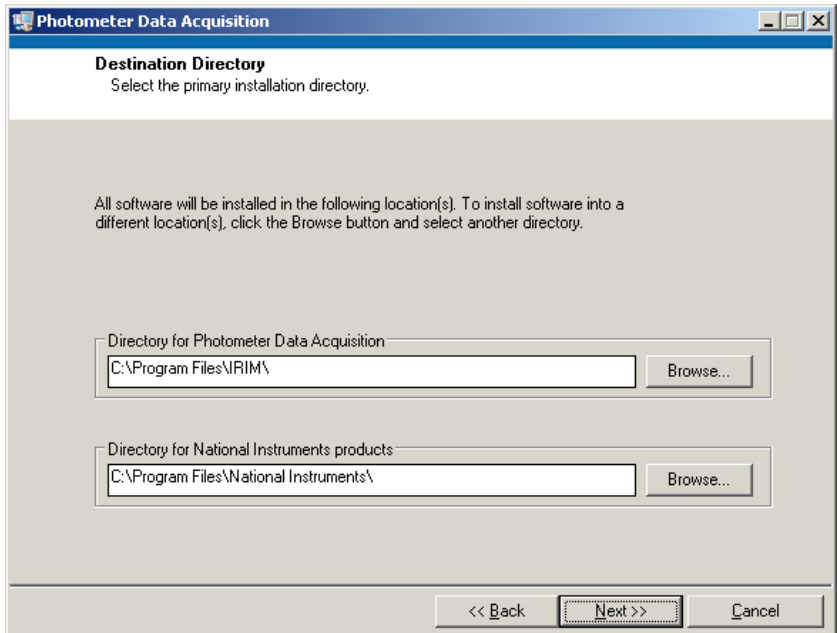 Photometer Data Acquisition
Destination Directory
Select the primary installation directory.
All software will be installed in the following location(s). To install software into a
different location(s), click the Browse button and select another directory.
Directory for Photometer Data Acquisition
C:\Program Files\IRIM\
Browse...
Directory for National Instruments products
C:\Program Files\National Instruments\
Browse...
<< Back
Next >>
Cancel